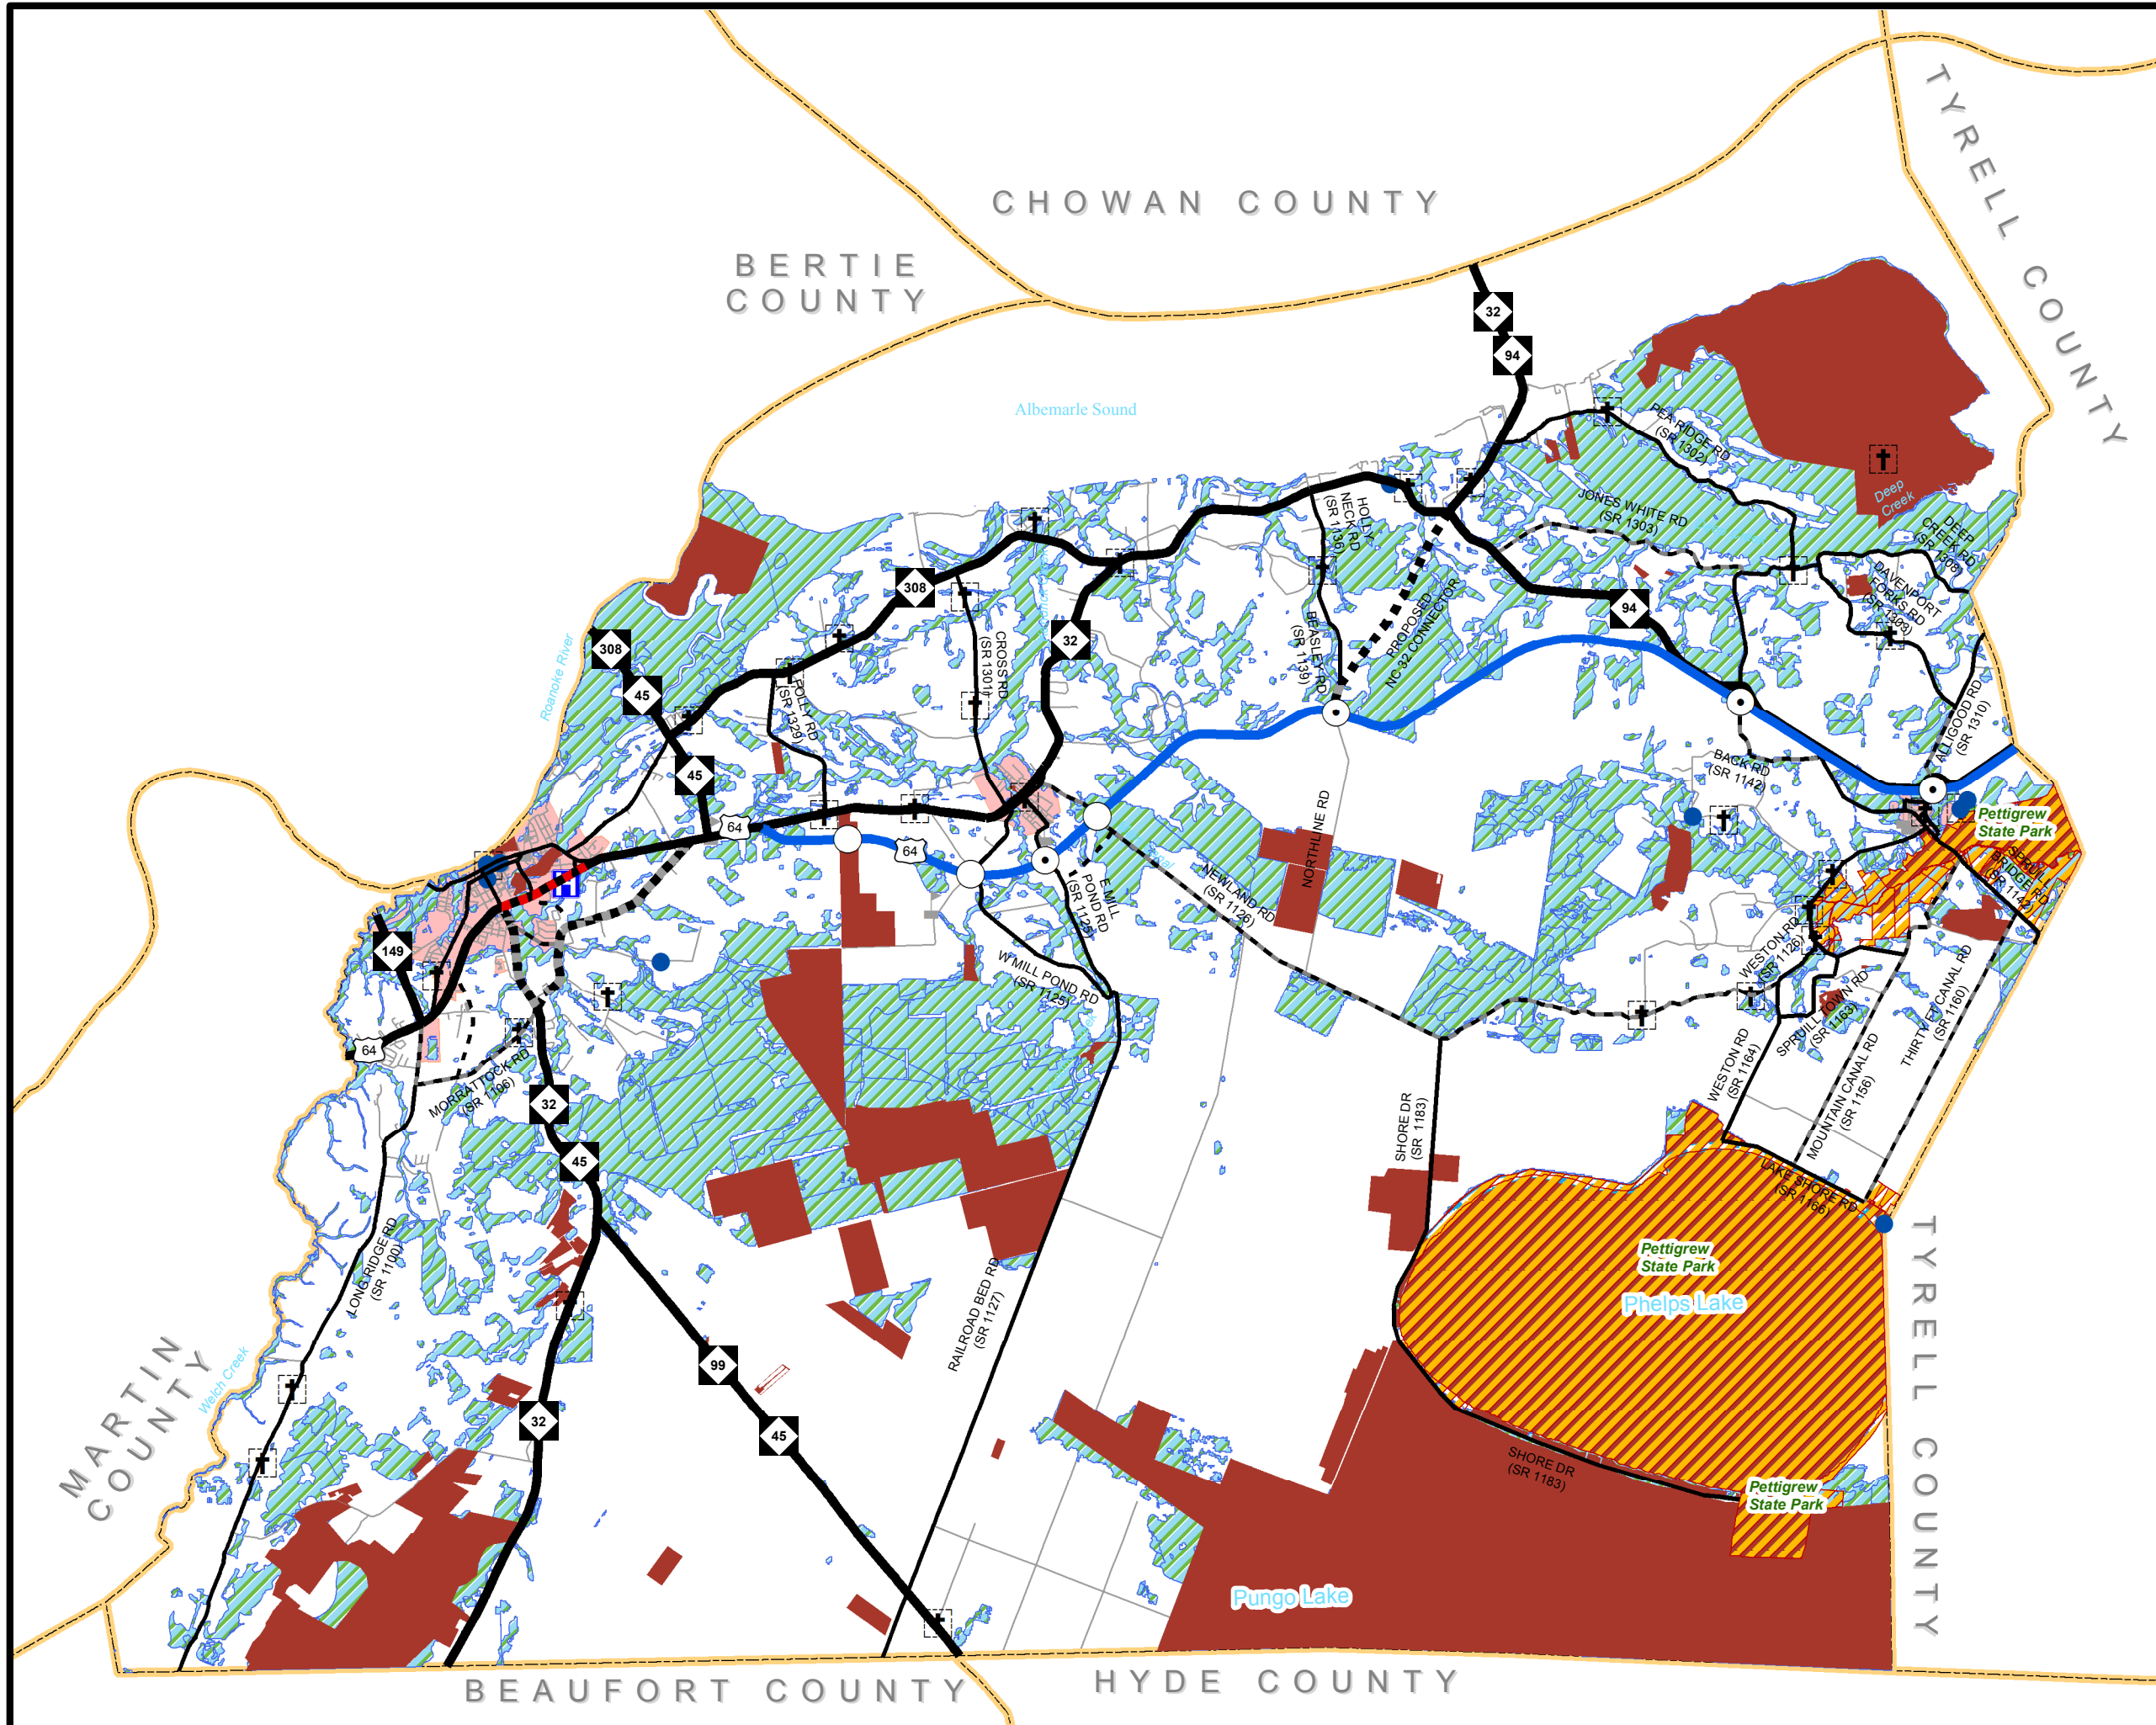 TYRELL COUNTY
CHOWAN COUNTY
BERTIE
COUNTY
32
94
Albemarle Sound
PEA RIDGE RD
(SR 1302)
Deep
Creek
JONES WHITE RD
(SR 1303)
DEEP
CREEK RD
(SR 1308)
DAVENPORT
FORKS RD
(SR 1303)
HOLLY
NECK RD
(SR 1136)
308
94
32
PROPOSED
NC 32 CONNECTOR
BEASLEY RD
(SR 1139)
CROSS RD
(SR 1301)
308
45
Roanoke River
POLLY RD
(SR 1329)
ALLIGOOD RD
(SR 1310)
BACK RD
(SR 1142)
45
64
64
H
Pettigrew
State Park
SPRUILL
BRIDGE RD
(SR 1142)
NORTHLINE RD
NEWLAND RD
(SR 1126)
E MILL
POND RD
(SR 1125)
W MILL POND RD
(SR 1125)
149
64
WESTON RD
(SR 1126)
SPRUILL TOWN RD
(SR 1163)
THIRTY FT CANAL RD
(SR 1160)
MOUNTAIN CANAL RD
(SR 1156)
WESTON RD
(SR 1164)
MORRATTOCK RD
(SR 1106)
32
45
SHORE DR
(SR 1183)
LAKE SHORE RD
(SR 1166)
LONG RIDGE RD
(SR 1100)
Pettigrew
State Park
Phelps Lake
TYRELL COUNTY
RAILROAD BED RD
(SR 1127)
MARTIN
COUNTY
Welch Creek
99
32
45
SHORE DR
(SR 1183)
Pettigrew
State Park
Pungo Lake
BEAUFORT COUNTY
HYDE COUNTY